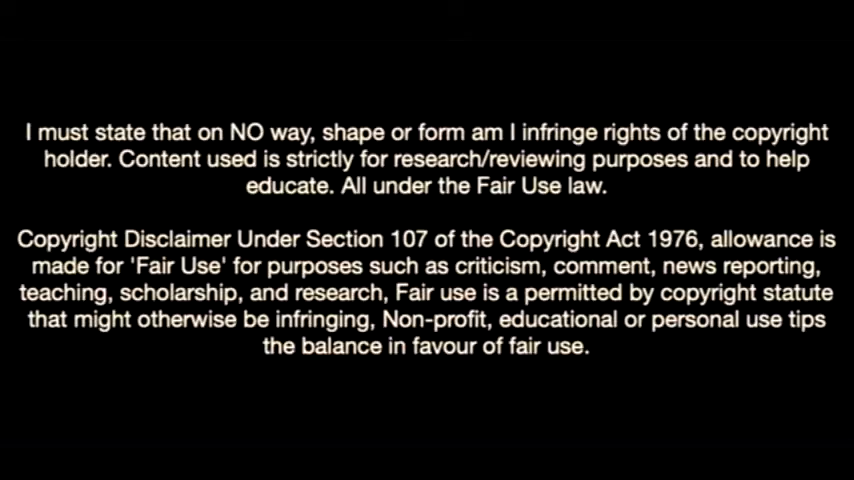 I must state that on NO way, shape or form am I infringe rights of the copyright
holder. Content used is strictly for research/reviewing purposes and to help
educate. All under the Fair Use law.
Copyright Disclaimer Under Section 107 of the Copyright Act 1976, allowance is
made for 'Fair Use' for purposes such as criticism, comment, news reporting,
teaching, scholarship, and research, Fair use is a permitted by copyright statute
that might otherwise be infringing, Non-profit, educational or personal use tips
the balance in favour of fair use.